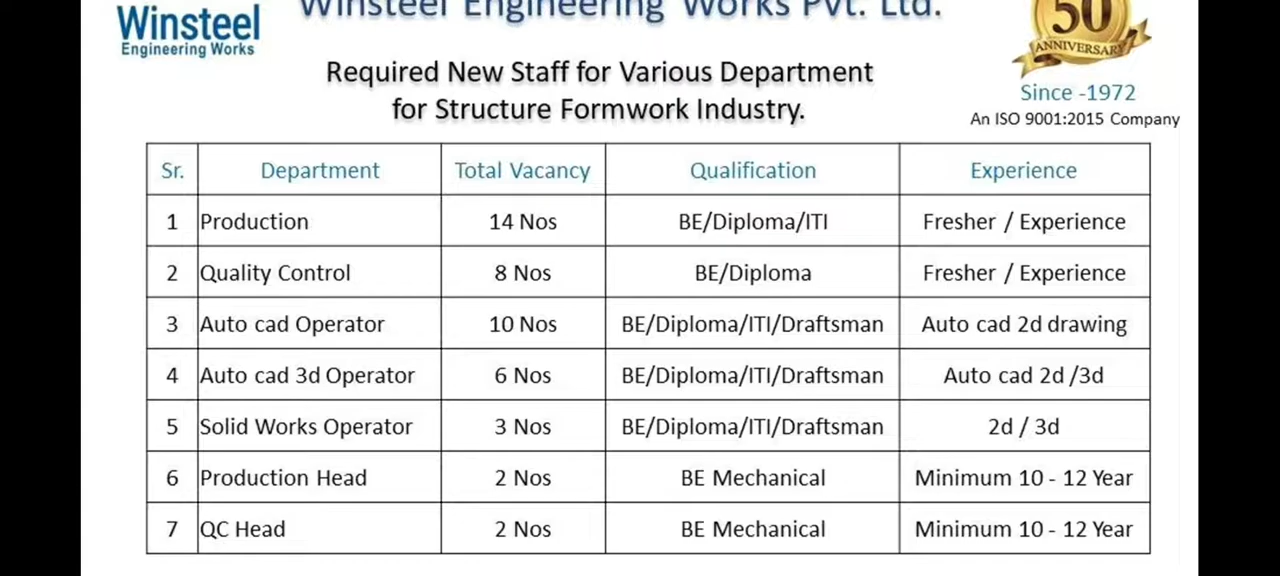 Winsteel Engineering Works Pvt. Ltd.
Winsteel
Engineering Works
50
ANNIVERSARY
Since -1972
An ISO 9001:2015 Company
Required New Staff for Various Department
for Structure Formwork Industry.
Sr. Department Total Vacancy Qualification Experience
1 Production 14 Nos BE/Diploma/ITI Fresher / Experience
2 Quality Control 8 Nos BE/Diploma Fresher / Experience
3 Auto cad Operator 10 Nos BE/Diploma/ITI/Draftsman Auto cad 2d drawing
4 Auto cad 3d Operator 6 Nos BE/Diploma/ITI/Draftsman Auto cad 2d /3d
5 Solid Works Operator 3 Nos BE/Diploma/ITI/Draftsman 2d / 3d
6 Production Head 2 Nos BE Mechanical Minimum 10 - 12 Year
7 QC Head 2 Nos BE Mechanical Minimum 10 - 12 Year